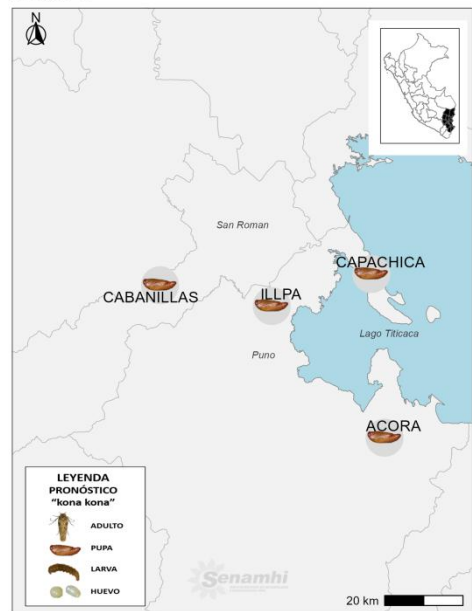 N
San Roman
CAPACHICA
CABANILLAS
ILLPA
Lago Titicaca
Puno
ACORA
LEYENDA
PRONÓSTICO
"kona kona"
ADULTO
PUPA
LARVA
HUEVO
Senamhi
20 km